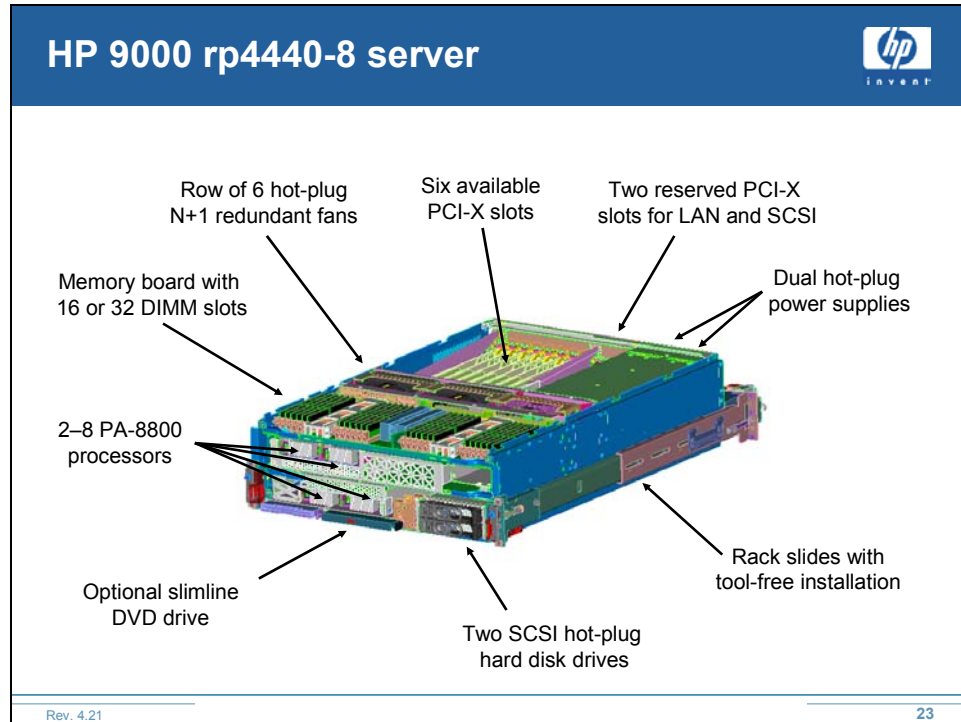 HP 9000 rp4440-8 server
hp
invent
Row of 6 hot-plug
N+1 redundant fans
Six available
PCI-X slots
Two reserved PCI-X
slots for LAN and SCSI
Memory board with
16 or 32 DIMM slots
Dual hot-plug
power supplies
2–8 PA-8800
processors
Optional slimline
DVD drive
Two SCSI hot-plug
hard disk drives
Rack slides with
tool-free installation
Rev. 4.21
23